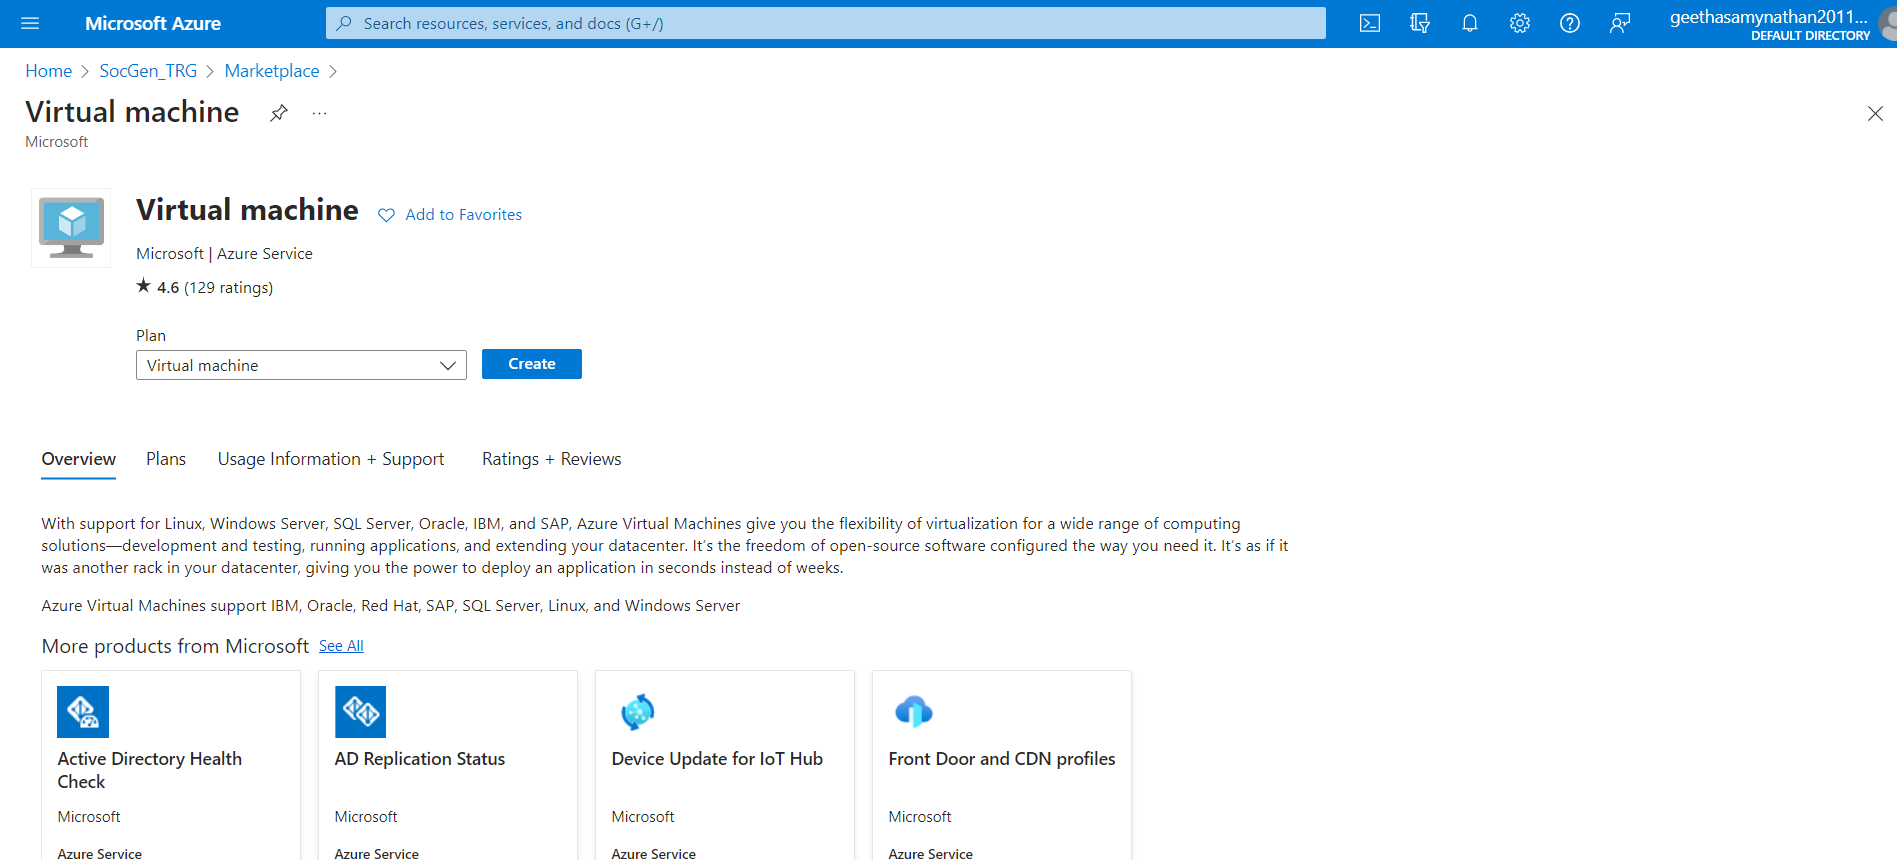 Microsoft Azure
Search resources, services, and docs (G+/)
geethasamynathan2011...
DEFAULT DIRECTORY
Home > SocGen_TRG > Marketplace >
Virtual machine
...
Microsoft
Virtual machine
Add to Favorites
Microsoft | Azure Service
★ 4.6 (129 ratings)
Plan
Virtual machine
Create
Overview
Plans
Usage Information + Support
Ratings + Reviews
With support for Linux, Windows Server, SQL Server, Oracle, IBM, and SAP, Azure Virtual Machines give you the flexibility of virtualization for a wide range of computing
solutions—development and testing, running applications, and extending your datacenter. It's the freedom of open-source software configured the way you need it. It's as if it
was another rack in your datacenter, giving you the power to deploy an application in seconds instead of weeks.
Azure Virtual Machines support IBM, Oracle, Red Hat, SAP, SQL Server, Linux, and Windows Server
More products from Microsoft See All
Active Directory Health
Check
Microsoft
Azure Service
AD Replication Status
Microsoft
Azure Service
Device Update for IoT Hub
Microsoft
Azure Service
Front Door and CDN profiles
Microsoft
Azure Service